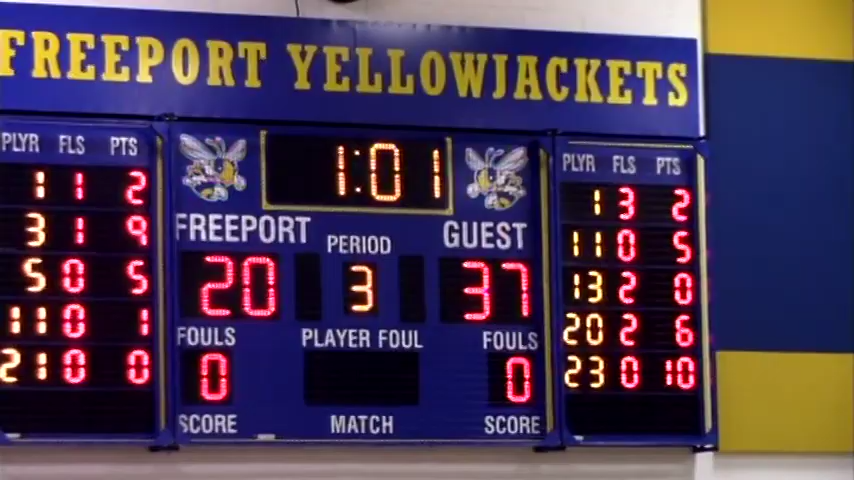 FREEPORT YELLOWJACKETS
PLYR FLS PTS
1 1 2
3 1 9
5 0 5
11 0 1
21 0 0
1:01
FREEPORT
PERIOD
GUEST
20
3
37
FOULS
PLAYER FOUL
FOULS
0
0
SCORE
MATCH
SCORE
PLYR FLS PTS
1 3 2
11 0 5
13 2 0
20 2 6
23 0 10